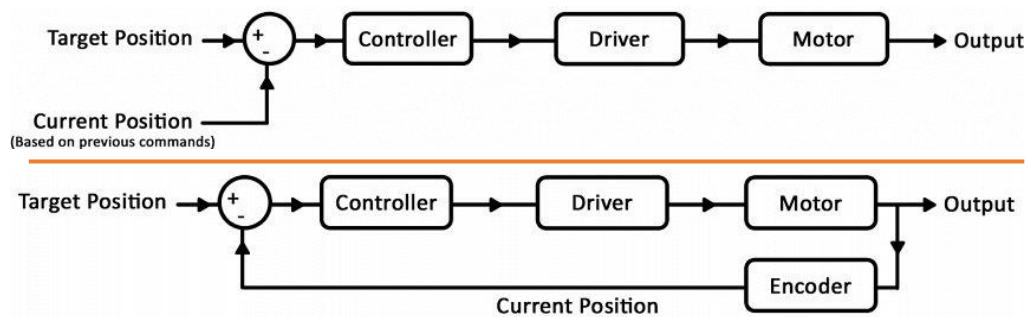 Target Position
+
-
Controller
Driver
Motor
Output
Current Position
(Based on previous commands)
Target Position
+
-
Controller
Driver
Motor
Output
Encoder
Current Position